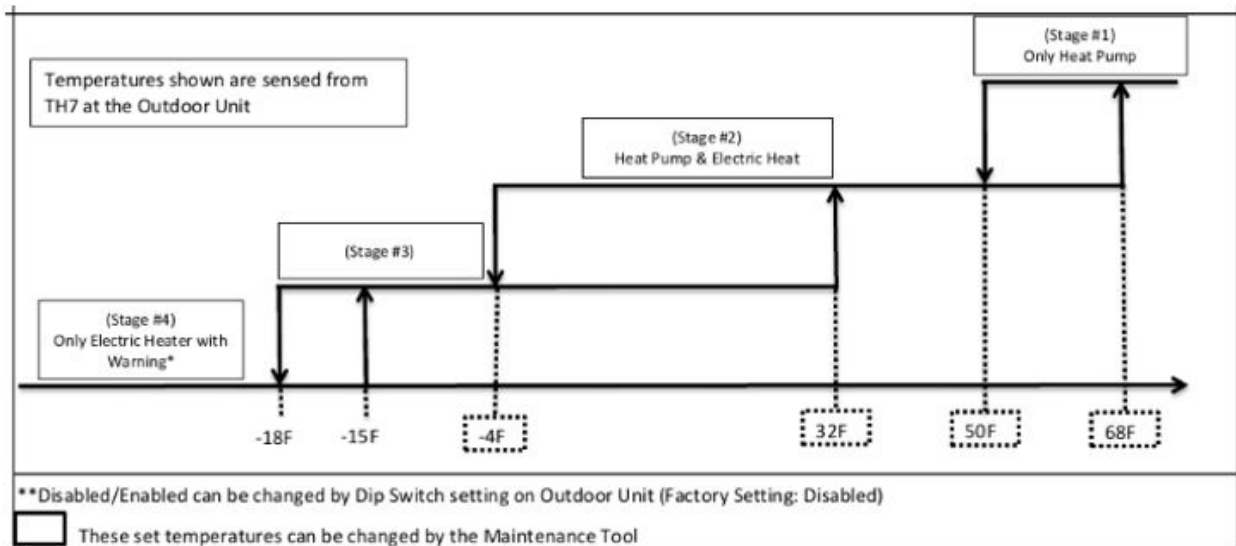 (Stage #1)
Only Heat Pump
Temperatures shown are sensed from
TH7 at the Outdoor Unit
(Stage #2)
Heat Pump & Electric Heat
(Stage #3)
(Stage #4)
Only Electric Heater with
Warning*
-18F -15F -4F 32F 50F 68F
**Disabled/Enabled can be changed by Dip Switch setting on Outdoor Unit (Factory Setting: Disabled)
These set temperatures can be changed by the Maintenance Tool